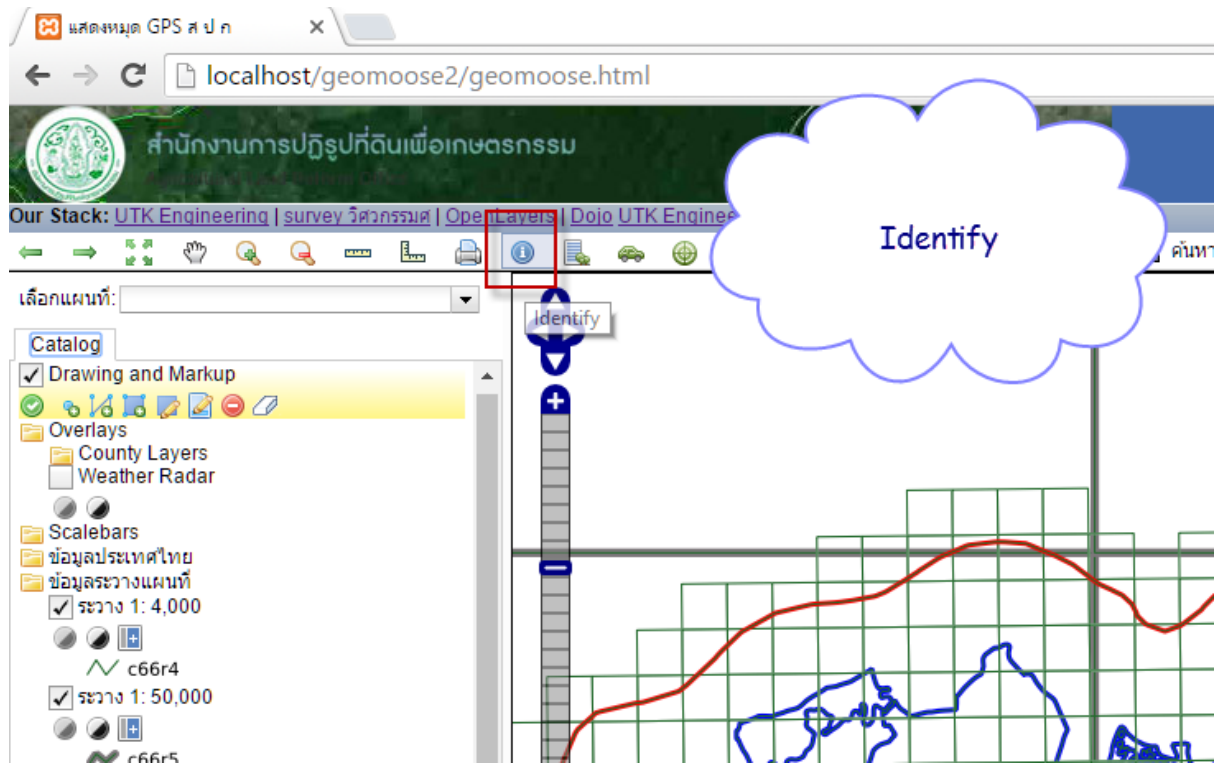 แสดงหมุด GPS ส ป ก
localhost/geomoose2/geomoose.html
สำนักงานการปฏิรูปที่ดินเพื่อเกษตรกรรม
Our Stack: UTK Engineering | survey วิศวกรรมศ | OpenLayers | Dojo UTK Enginee
Identify
ค้นหา
เลือกแผนที่:
Identify
Catalog
Drawing and Markup
Overlays
County Layers
Weather Radar
Scalebars
ข้อมูลประเทศไทย
ข้อมูลระวางแผนที่
ระวาง 1: 4,000
c66r4
ระวาง 1: 50,000
c66r5